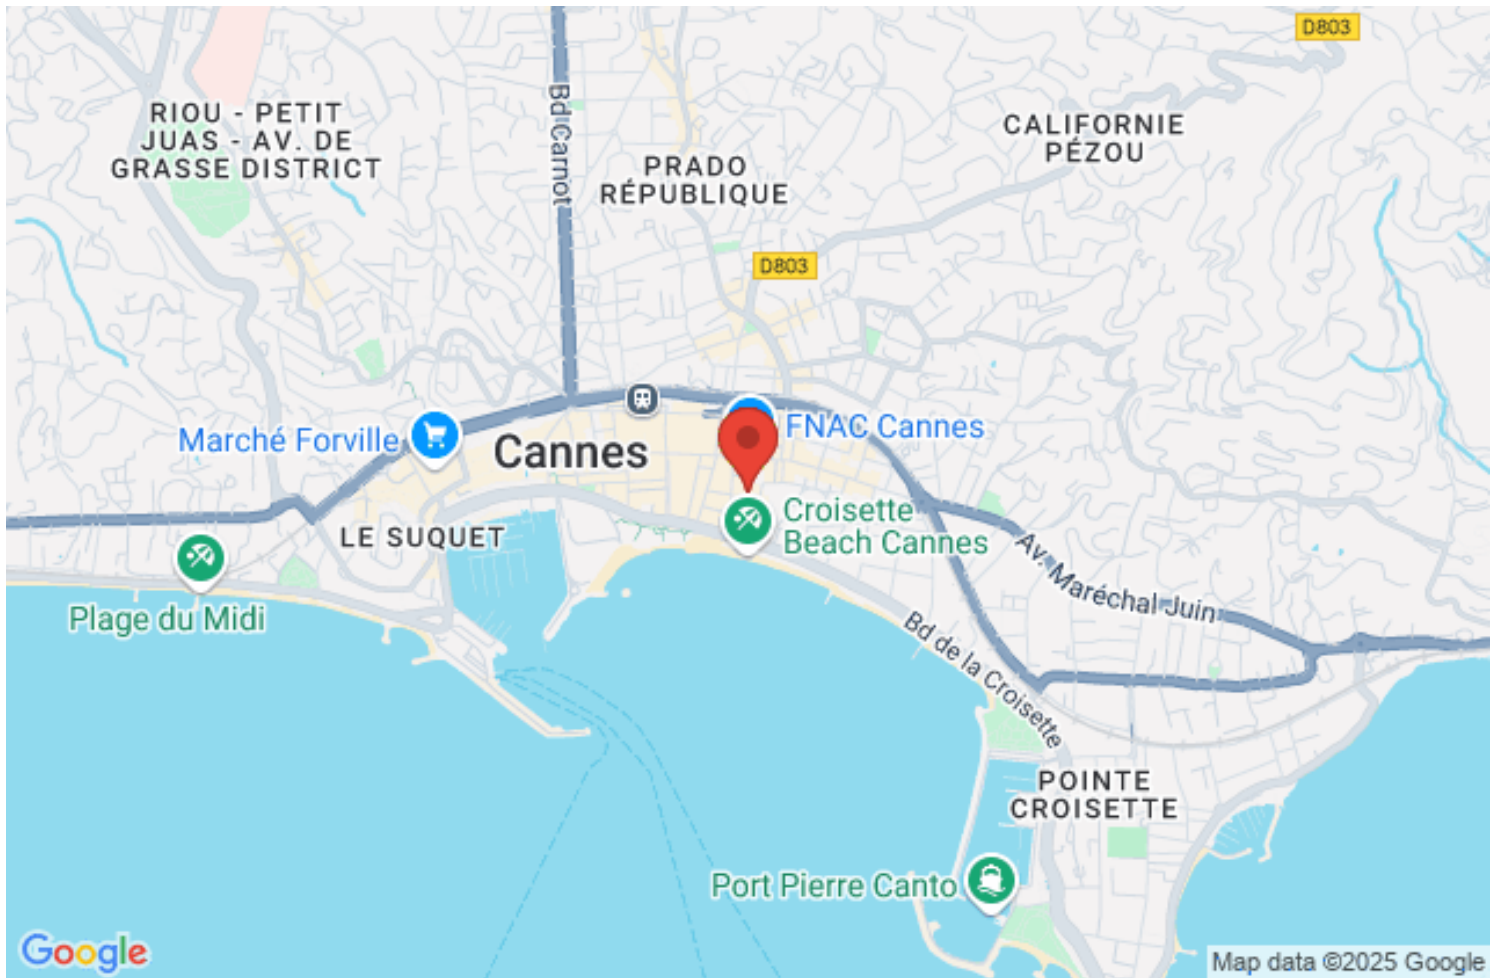 D803
Bd Carnot
RIOU - PETIT
JUAS - AV. DE
GRASSE DISTRICT
CALIFORNIE
PÉZOU
PRADO
RÉPUBLIQUE
D803
Marché Forville
Cannes
FNAC Cannes
LE SUQUET
Croisette
Beach Cannes
Av. Maréchal Juin
Plage du Midi
Bd de la Croisette
POINTE
CROISETTE
Port Pierre Canto
Google
Map data ©2025 Google